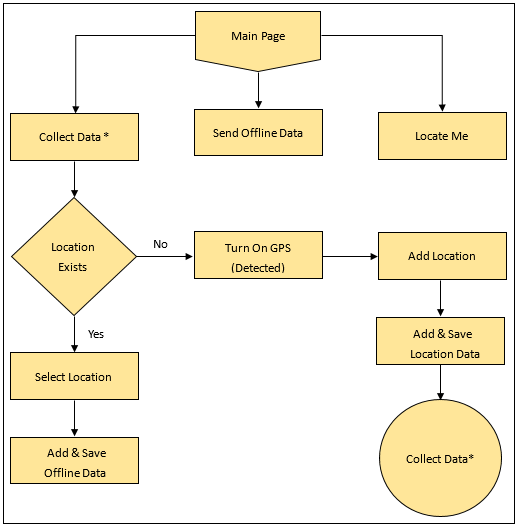 Main Page
Collect Data *
Send Offline Data
Locate Me
Location
Exists
No
Turn On GPS
(Detected)
Add Location
Yes
Add & Save
Location Data
Select Location
Add & Save
Offline Data
Collect Data*